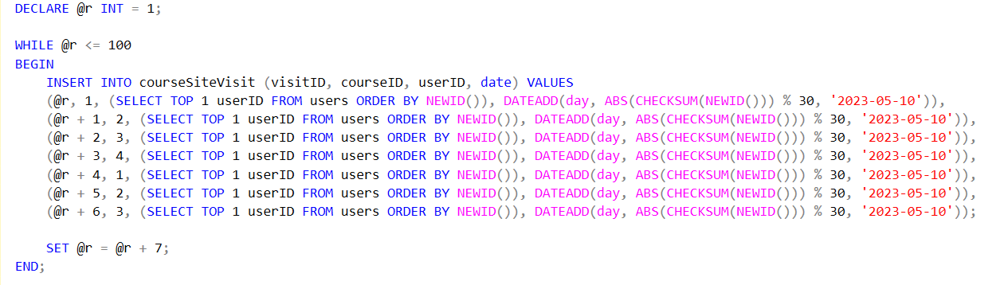 DECLARE @r INT = 1;
WHILE @r <= 100
BEGIN
INSERT INTO courseSiteVisit (visitID, courseID, userID, date) VALUES
(@r, 1, (SELECT TOP 1 userID FROM users ORDER BY NEWID()), DATEADD(day, ABS(CHECKSUM(NEWID())) % 30, '2023-05-10')),
(@r + 1, 2, (SELECT TOP 1 userID FROM users ORDER BY NEWID()), DATEADD(day, ABS(CHECKSUM(NEWID())) % 30, '2023-05-10')),
(@r + 2, 3, (SELECT TOP 1 userID FROM users ORDER BY NEWID()), DATEADD(day, ABS(CHECKSUM(NEWID())) % 30, '2023-05-10')),
(@r + 3, 4, (SELECT TOP 1 userID FROM users ORDER BY NEWID()), DATEADD(day, ABS(CHECKSUM(NEWID())) % 30, '2023-05-10')),
(@r + 4, 1, (SELECT TOP 1 userID FROM users ORDER BY NEWID()), DATEADD(day, ABS(CHECKSUM(NEWID())) % 30, '2023-05-10')),
(@r + 5, 2, (SELECT TOP 1 userID FROM users ORDER BY NEWID()), DATEADD(day, ABS(CHECKSUM(NEWID())) % 30, '2023-05-10')),
(@r + 6, 3, (SELECT TOP 1 userID FROM users ORDER BY NEWID()), DATEADD(day, ABS(CHECKSUM(NEWID())) % 30, '2023-05-10'));
SET @r = @r + 7;
END;